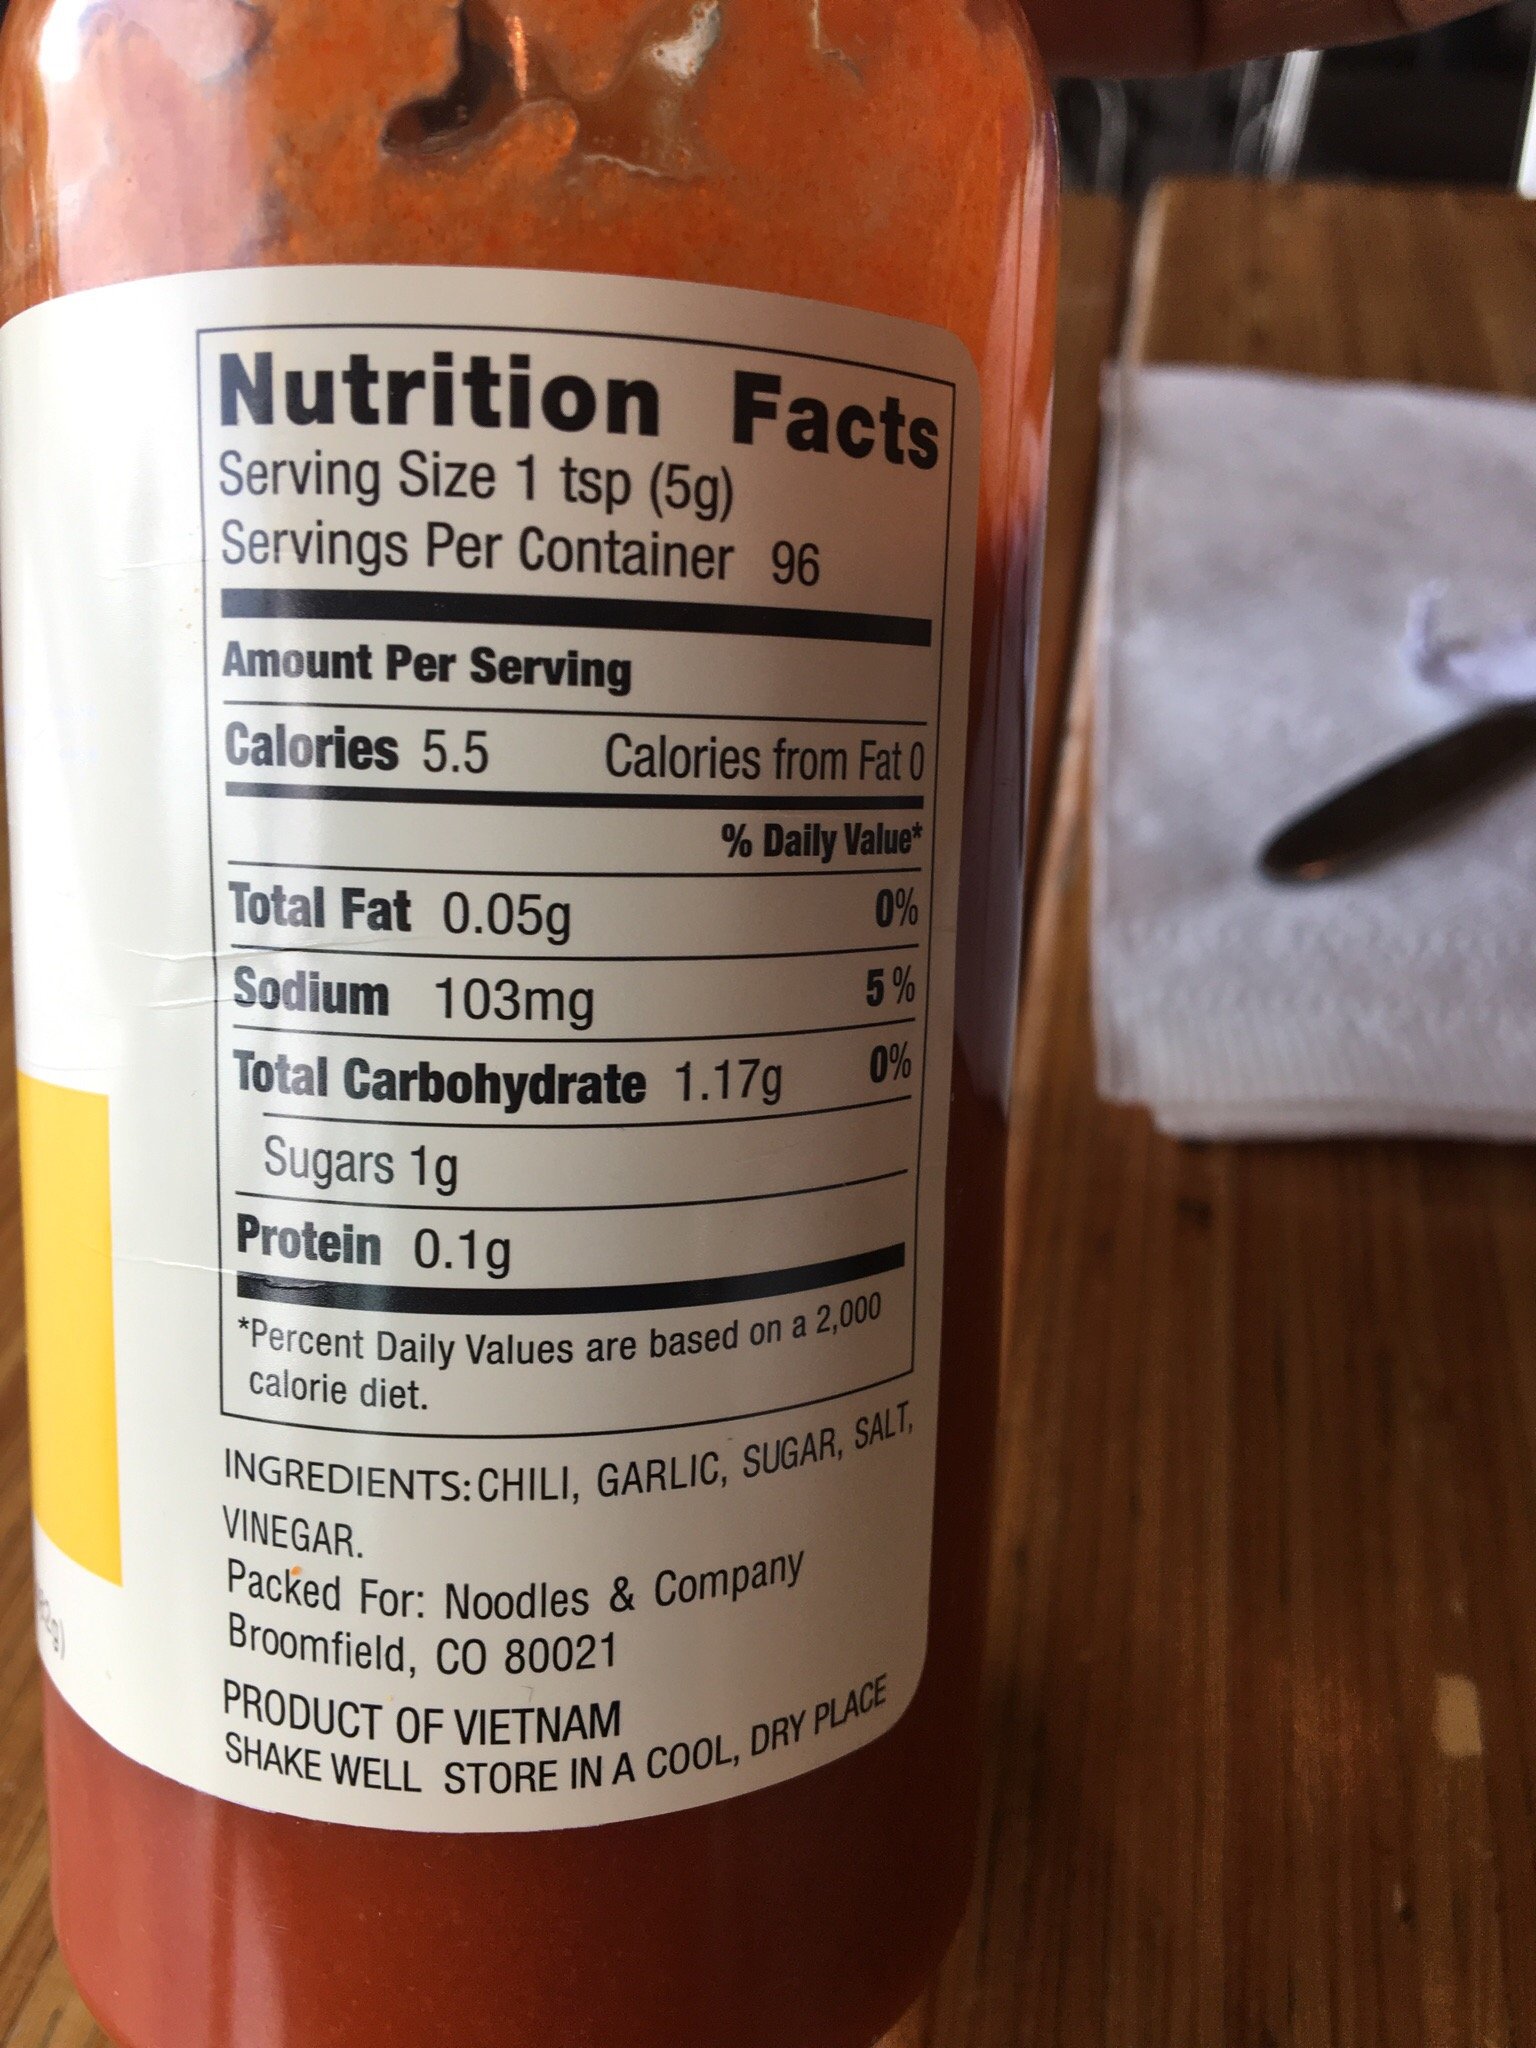 Nutrition Facts
Serving Size 1 tsp (5g)
Servings Per Container 96
Amount Per Serving
Calories 5.5 Calories from Fat 0
% Daily Value*
Total Fat 0.05g 0%
Sodium 103mg 5%
Total Carbohydrate 1.17g 0%
Sugars 1g
Protein 0.1g
*Percent Daily Values are based on a 2,000
calorie diet.
INGREDIENTS: CHILI, GARLIC, SUGAR, SALT,
VINEGAR.
Packed For: Noodles & Company
Broomfield, CO 80021
PRODUCT OF VIETNAM
SHAKE WELL STORE IN A COOL, DRY PLACE